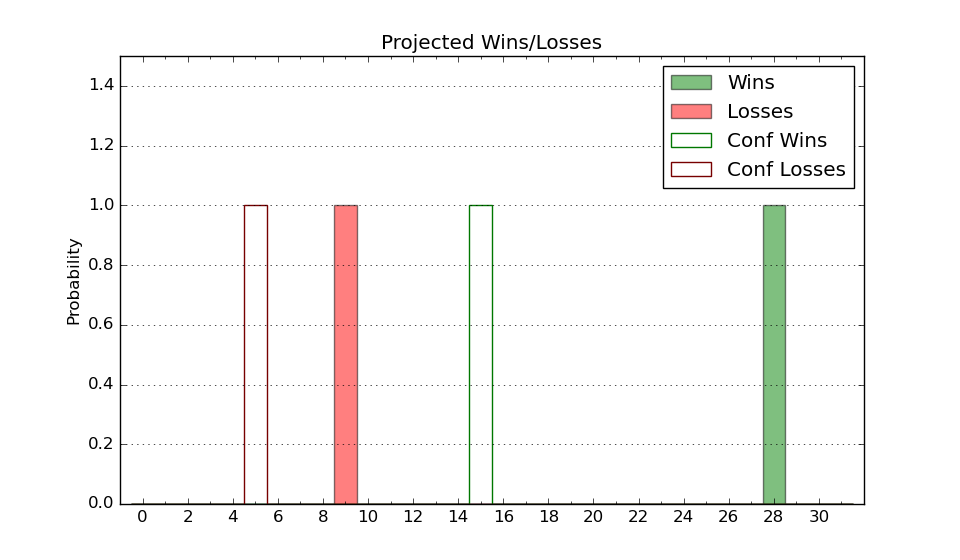 Projected Wins/Losses
Wins
Losses
Conf Wins
Conf Losses
Probability
1.4
1.2
1.0
0.8
0.6
0.4
0.2
0.0
0 2 4 6 8 10 12 14 16 18 20 22 24 26 28 30